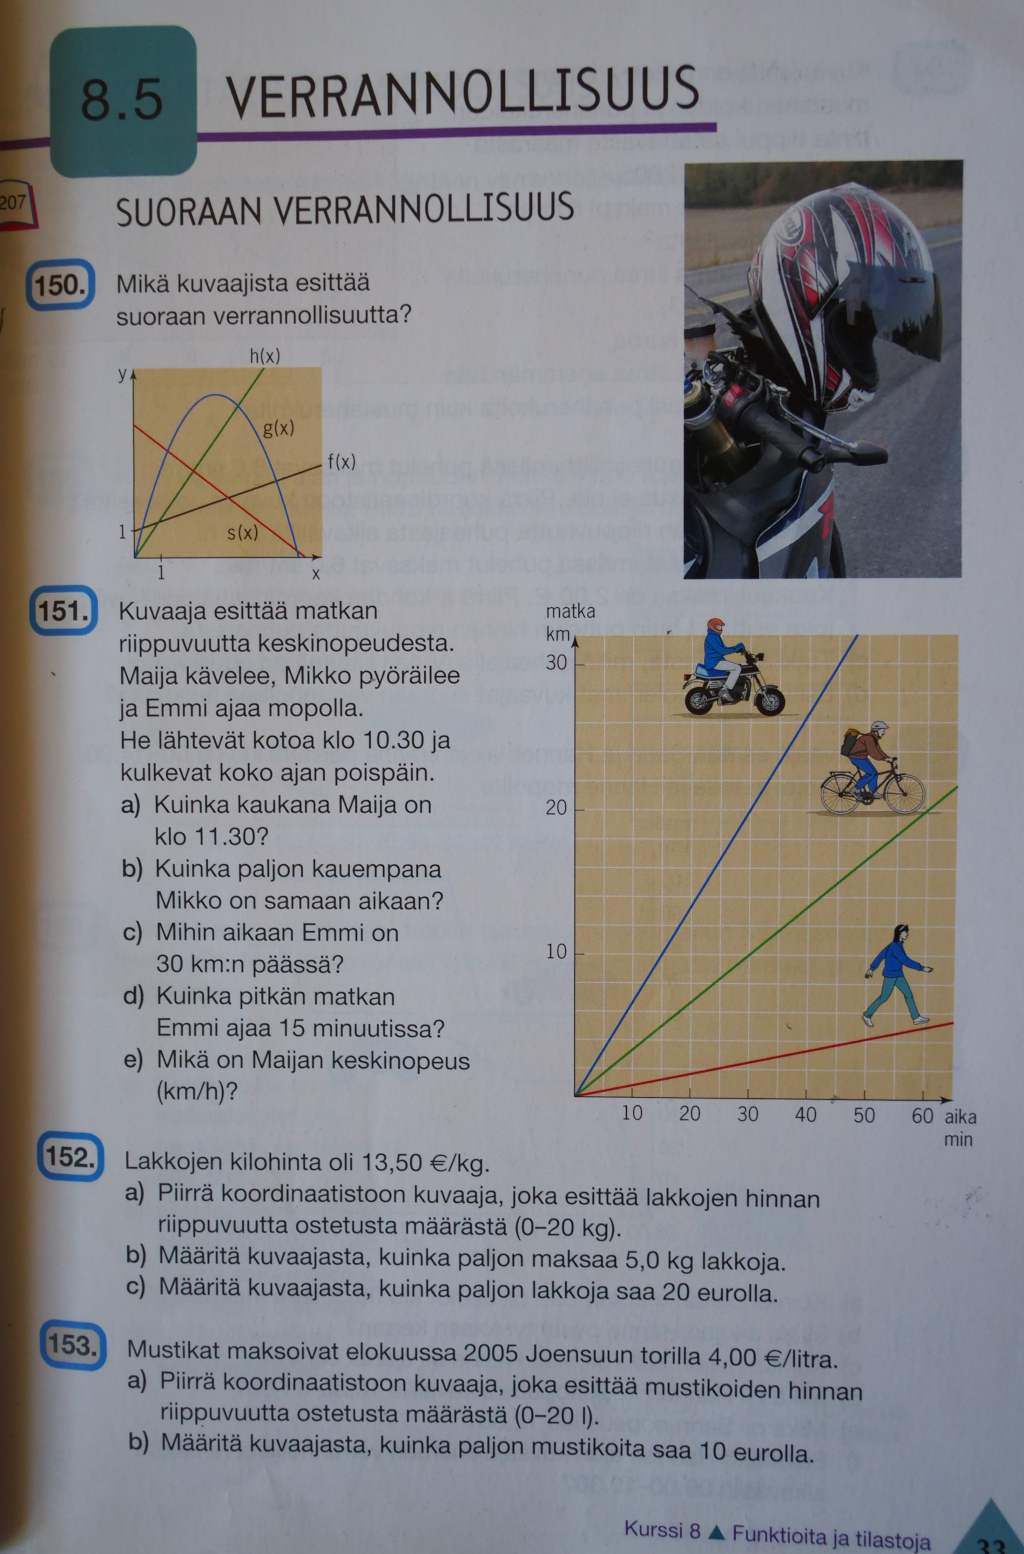 8.5 VERRANNOLLISUUS
207
SUORAAN VERRANNOLLISUUS
150. Mikä kuvaajista esittää
suoraan verrannollisuutta?
h(x)
y
g(x)
f(x)
1
s(x)
1
x
151. Kuvaaja esittää matkan
riippuvuutta keskinopeudesta.
Maija kävelee, Mikko pyöräilee
ja Emmi ajaa mopolla.
He lähtevät kotoa klo 10.30 ja
kulkevat koko ajan poispäin.
a) Kuinka kaukana Maija on
klo 11.30?
b) Kuinka paljon kauempana
Mikko on samaan aikaan?
c) Mihin aikaan Emmi on
30 km:n päässä?
d) Kuinka pitkän matkan
Emmi ajaa 15 minuutissa?
e) Mikä on Maijan keskinopeus
(km/h)?
matka
km
30
20
10
10 20 30 40 50 60 aika
min
152. Lakkojen kilohinta oli 13,50 €/kg.
a) Piirrä koordinaatistoon kuvaaja, joka esittää lakkojen hinnan
riippuvuutta ostetusta määrästä (0–20 kg).
b) Määritä kuvaajasta, kuinka paljon maksaa 5,0 kg lakkoja.
c) Määritä kuvaajasta, kuinka paljon lakkoja saa 20 eurolla.
153. Mustikat maksoivat elokuussa 2005 Joensuun torilla 4,00 €/litra.
a) Piirrä koordinaatistoon kuvaaja, joka esittää mustikoiden hinnan
riippuvuutta ostetusta määrästä (0–20 l).
b) Määritä kuvaajasta, kuinka paljon mustikoita saa 10 eurolla.
Kurssi 8 ▲ Funktioita ja tilastoja
33